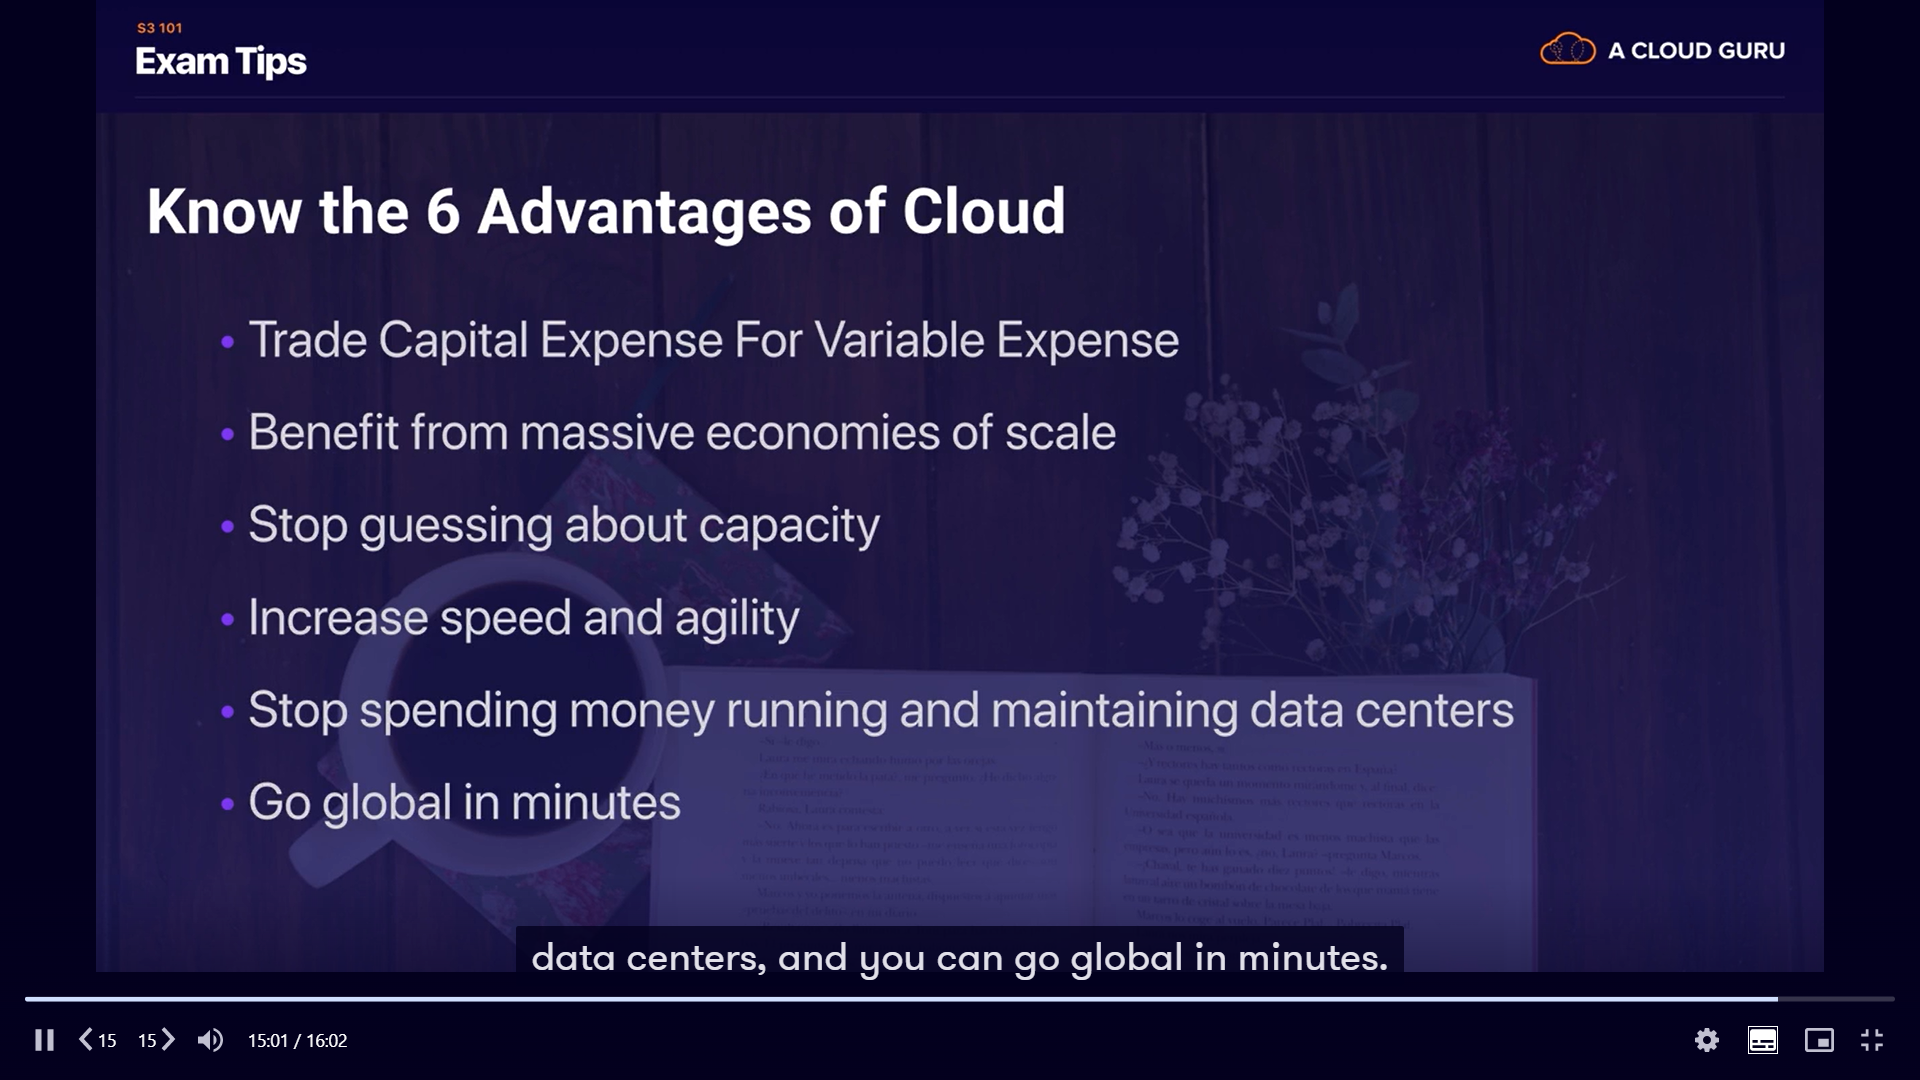 S3 101
Exam Tips
A CLOUD GURU
Know the 6 Advantages of Cloud
• Trade Capital Expense For Variable Expense
• Benefit from massive economies of scale
• Stop guessing about capacity
• Increase speed and agility
• Stop spending money running and maintaining data centers
• Go global in minutes
data centers, and you can go global in minutes.
15 15 15:01 / 16:02